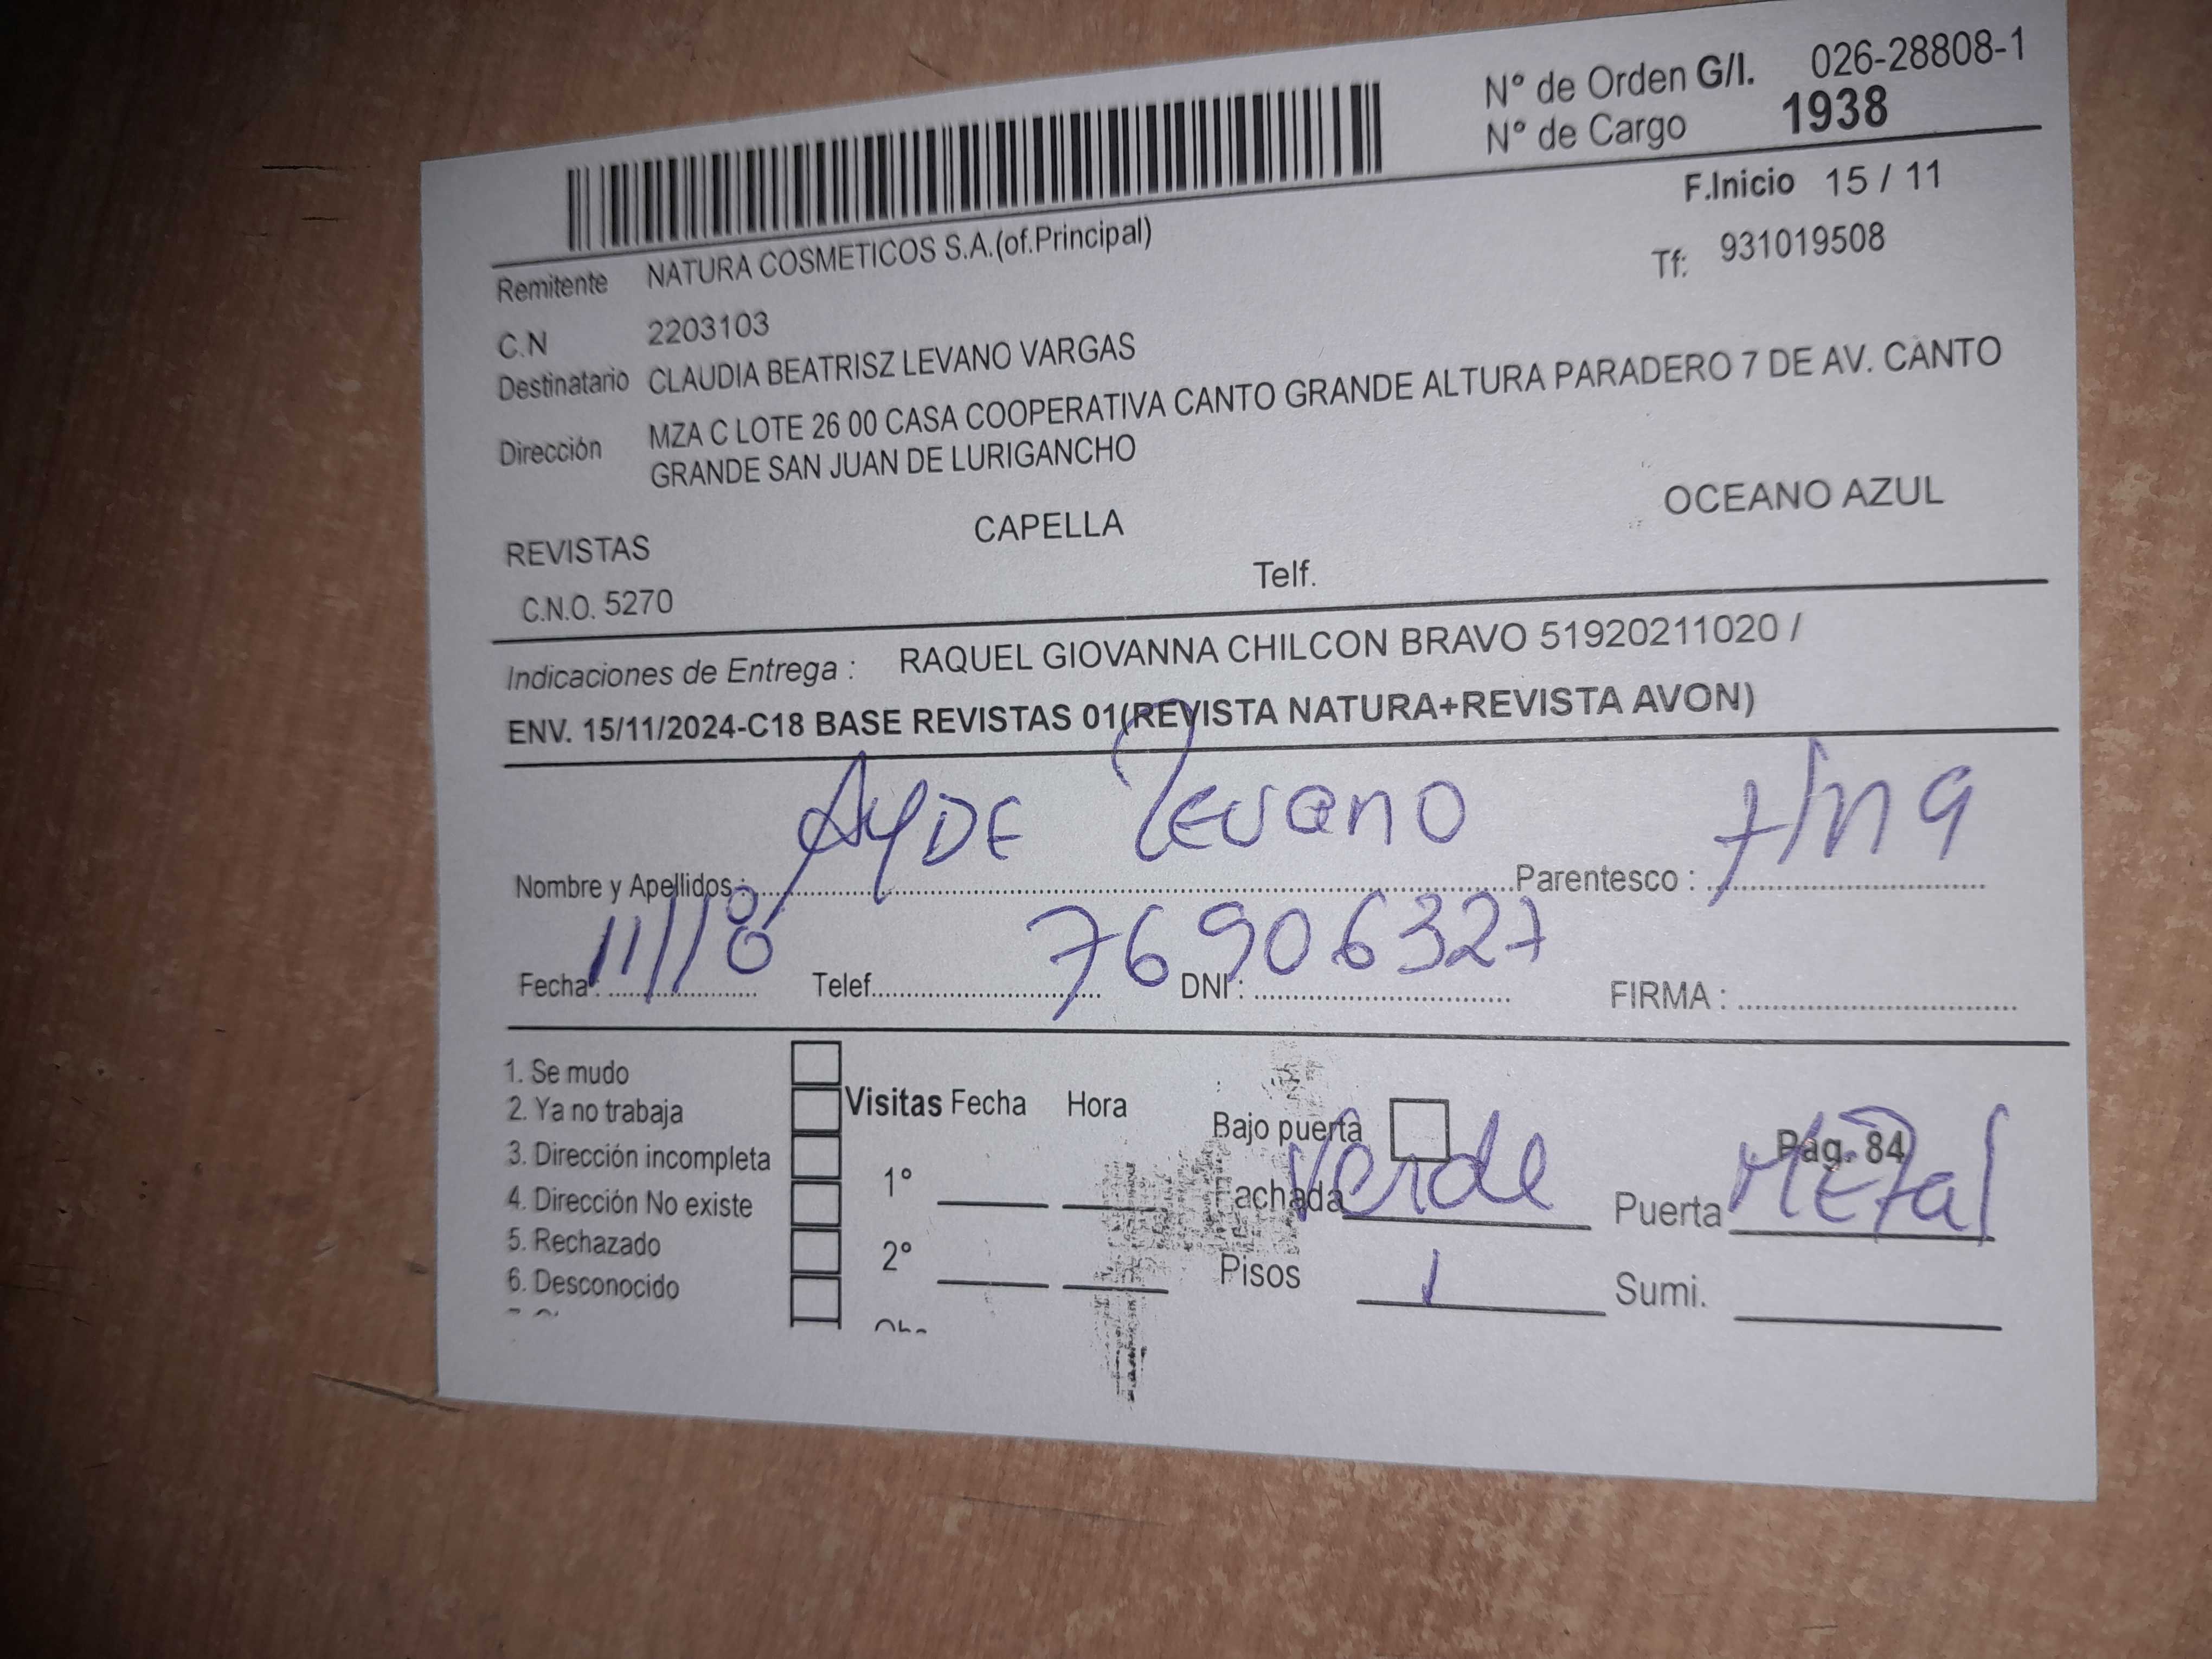 N° de Orden G/I. 026-28808-1
N° de Cargo 1938
F.Inicio 15 / 11
Remitente NATURA COSMETICOS S.A.(of.Principal)
Tf: 931019508
C.N 2203103
Destinatario CLAUDIA BEATRISZ LEVANO VARGAS
Dirección MZA C LOTE 26 00 CASA COOPERATIVA CANTO GRANDE ALTURA PARADERO 7 DE AV. CANTO
GRANDE SAN JUAN DE LURIGANCHO
REVISTAS CAPELLA OCEANO AZUL
C.N.O. 5270 Telf.
Indicaciones de Entrega : RAQUEL GIOVANNA CHILCON BRAVO 51920211020 /
ENV. 15/11/2024-C18 BASE REVISTAS 01(REVISTA NATURA+REVISTA AVON)
Nombre y Apellidos : AYDE Levano Parentesco :
Fecha : Telef. DNI : 76906327 FIRMA :
1. Se mudo
2. Ya no trabaja
3. Dirección incompleta
4. Dirección No existe
5. Rechazado
6. Desconocido
Visitas Fecha Hora
1°
2°
Bajo puerta Pag. 84
Fachada Verde Puerta METal
Pisos 1 Sumi.